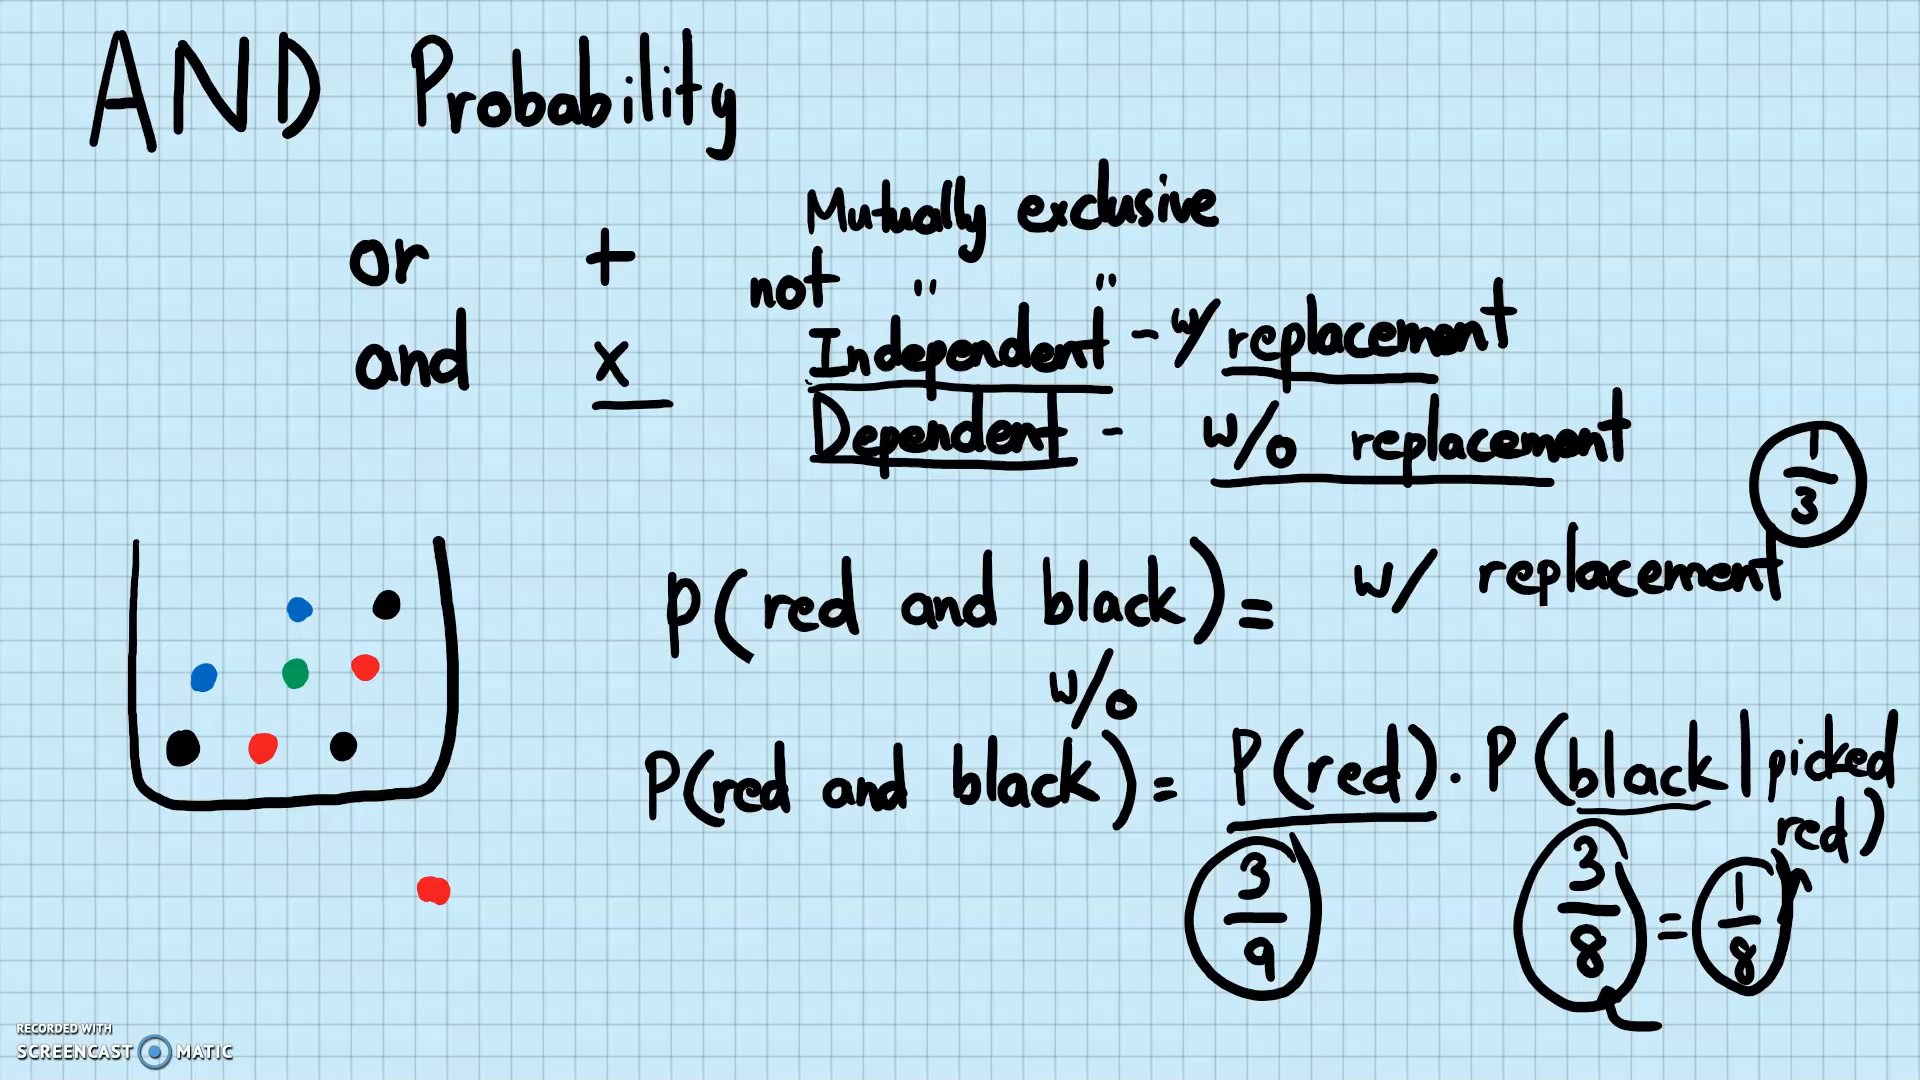 AND Probability
Mutually exclusive
or + not " "
Independent - w/ replacement
and x
Dependent - w/o replacement
1/3
P(red and black) = w/ replacement
w/o
P(red and black) = P(red) . P(black | picked red)
3/9 3/8 = 1/8
RECORDED WITH
SCREENCAST MATIC